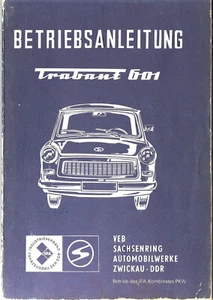 BETRIEBSANLEITUNG
Trabant 601
VEB
SACHSENRING
AUTOMOBILWERKE
ZWICKAU - DDR
Betrieb des IFA-Kombinates PKW